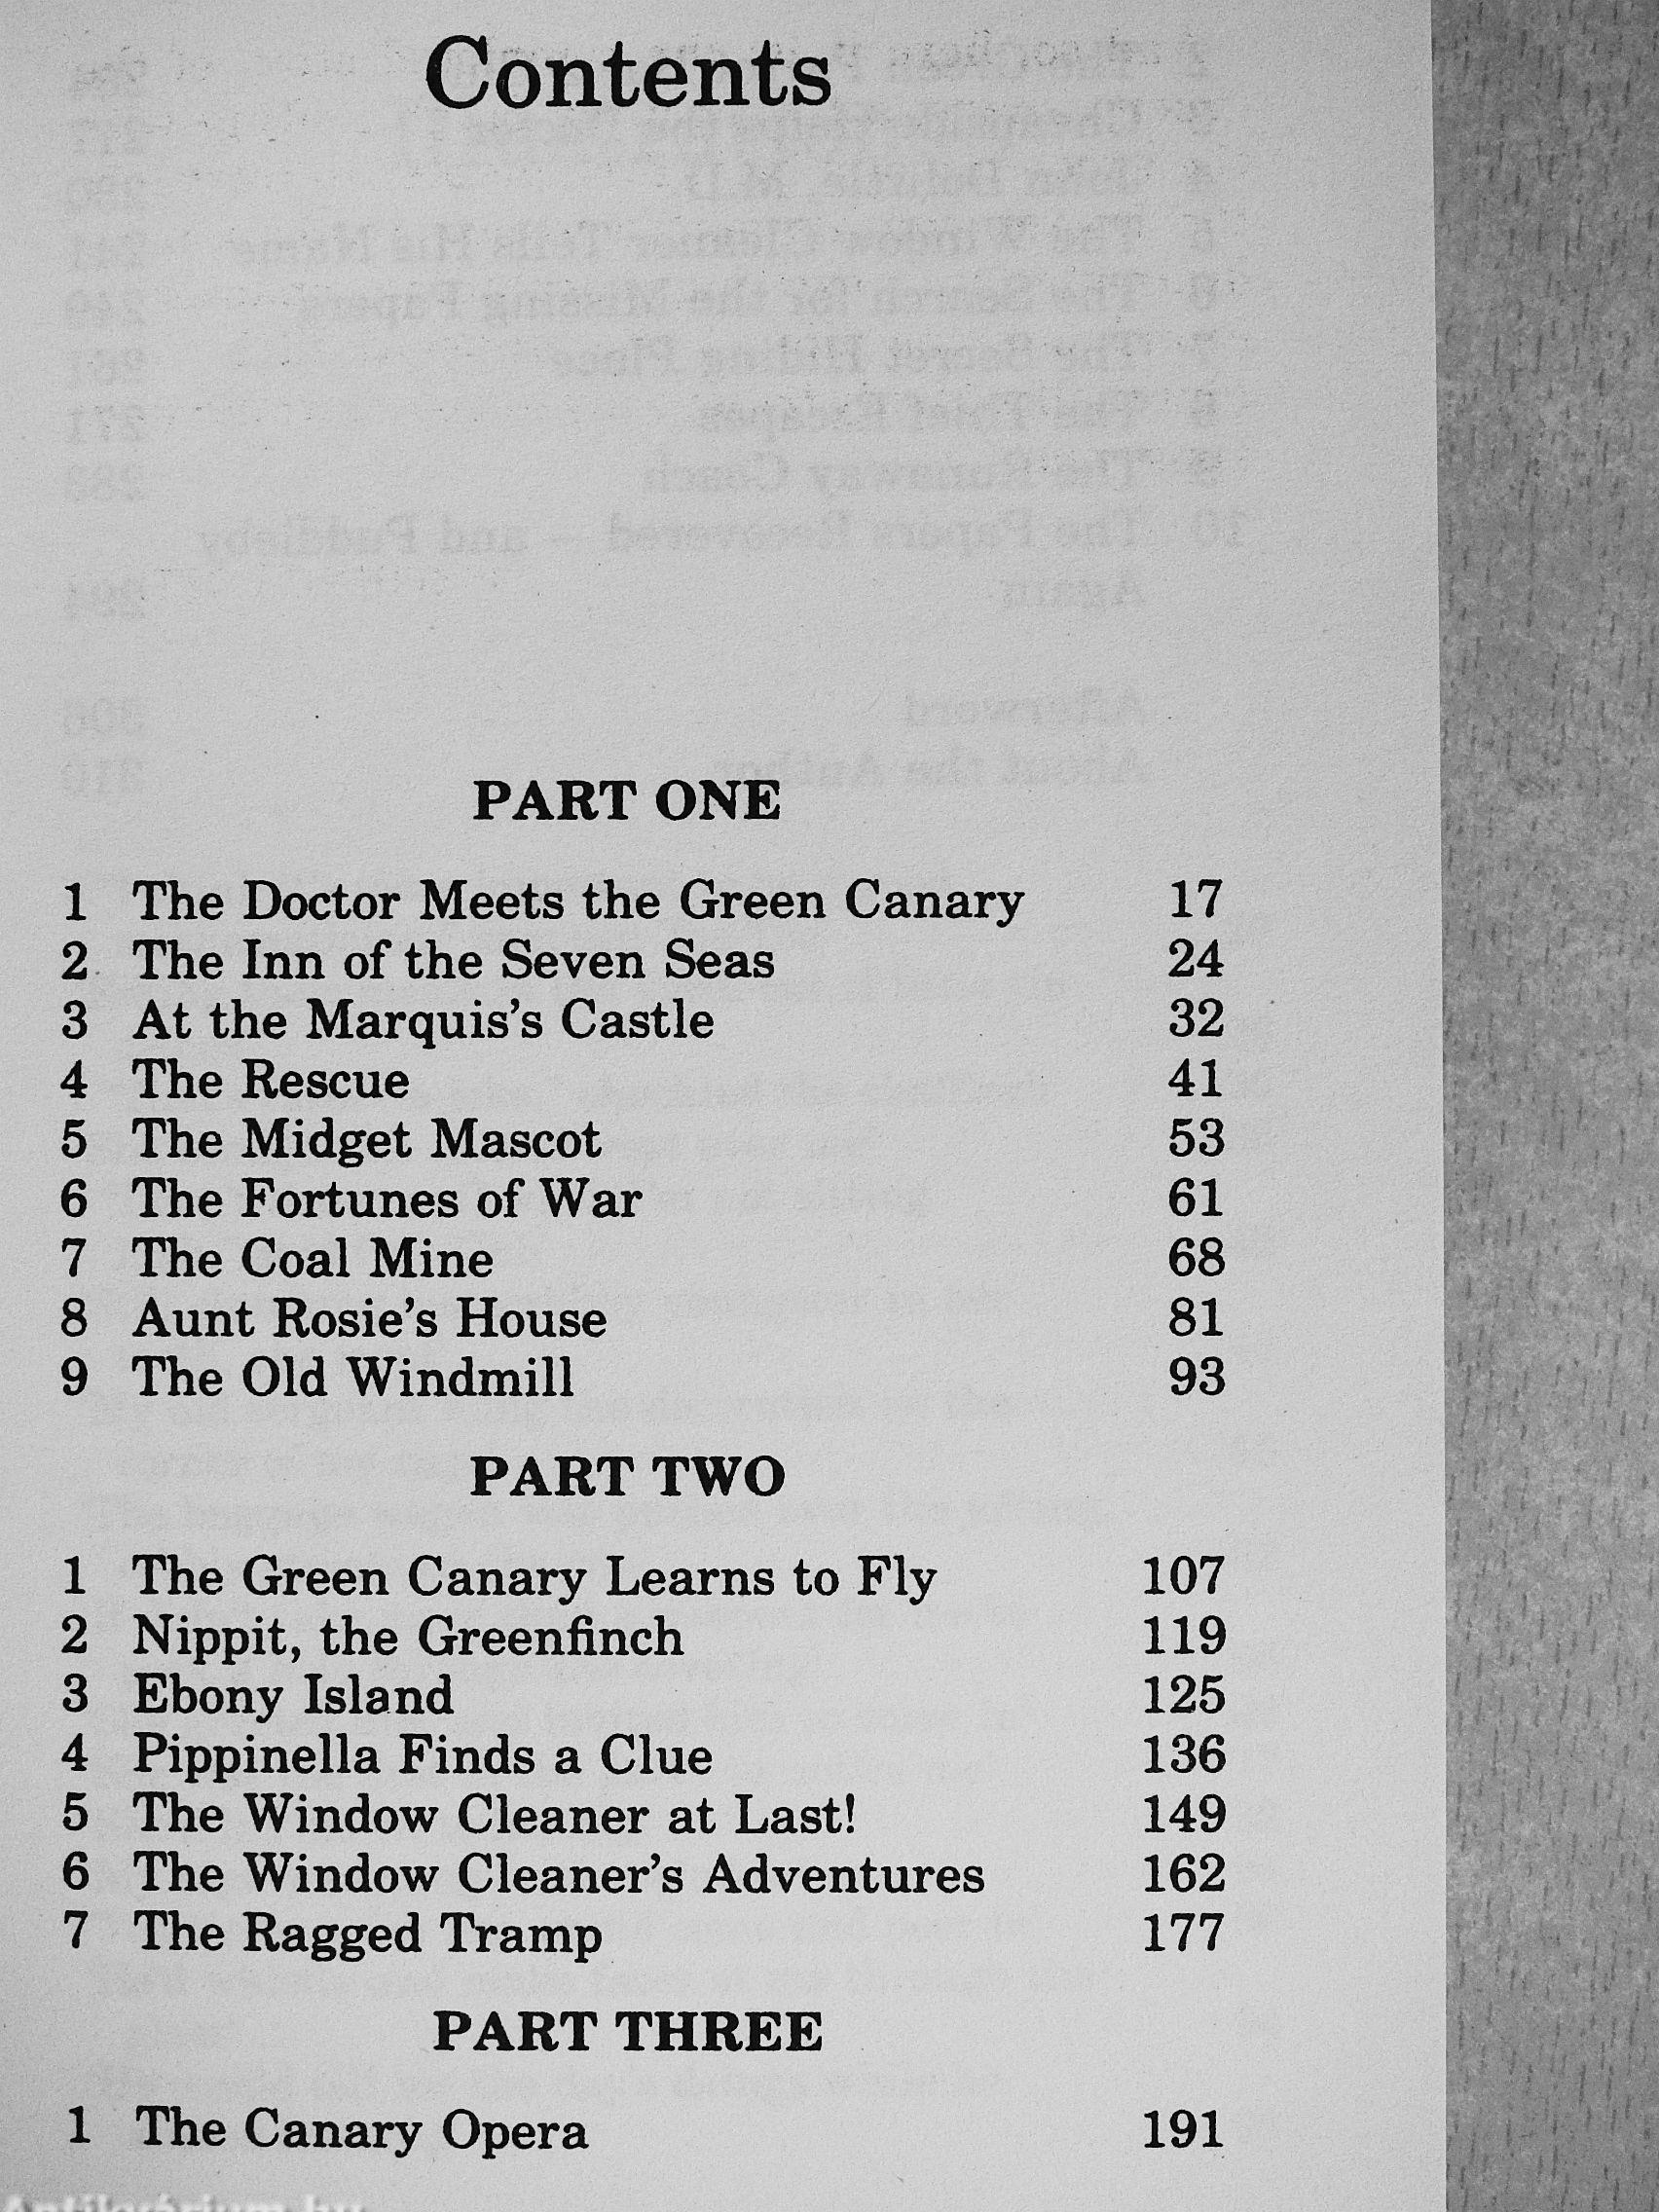 Contents
PART ONE
1 The Doctor Meets the Green Canary 17
2 The Inn of the Seven Seas 24
3 At the Marquis's Castle 32
4 The Rescue 41
5 The Midget Mascot 53
6 The Fortunes of War 61
7 The Coal Mine 68
8 Aunt Rosie's House 81
9 The Old Windmill 93
PART TWO
1 The Green Canary Learns to Fly 107
2 Nippit, the Greenfinch 119
3 Ebony Island 125
4 Pippinella Finds a Clue 136
5 The Window Cleaner at Last! 149
6 The Window Cleaner's Adventures 162
7 The Ragged Tramp 177
PART THREE
1 The Canary Opera 191